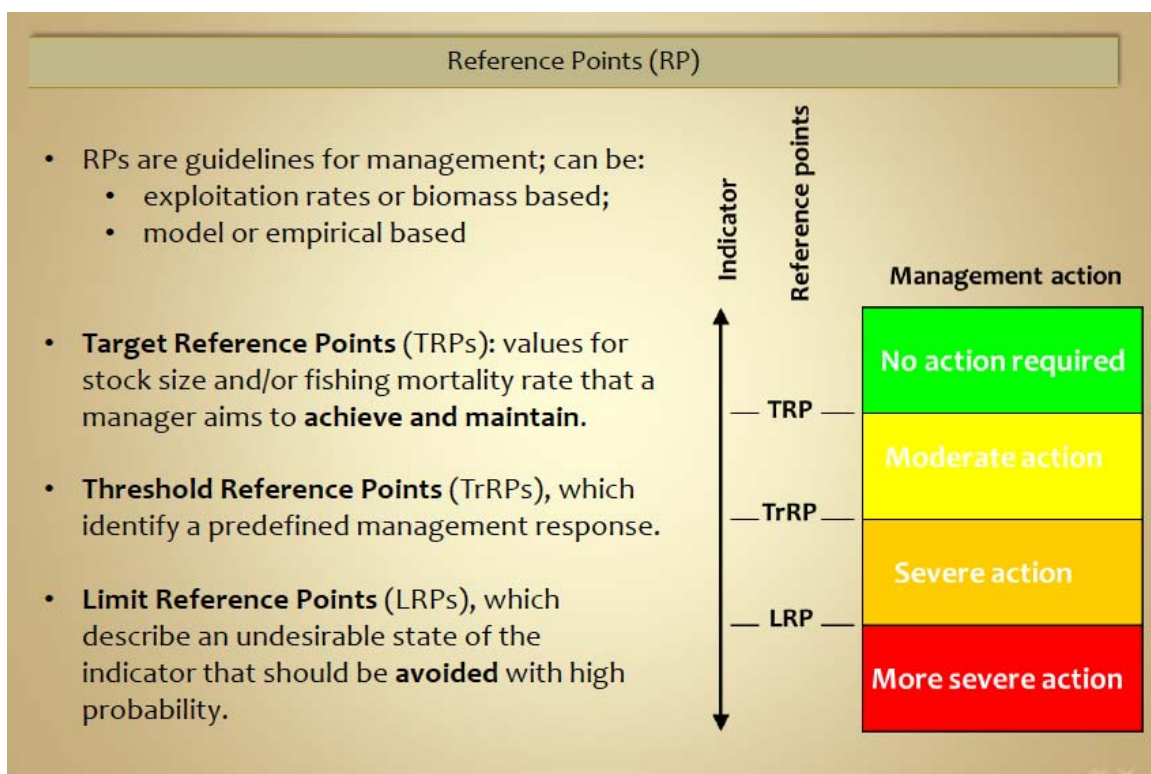 Reference Points (RP)
• RPs are guidelines for management; can be:
• exploitation rates or biomass based;
• model or empirical based
• Target Reference Points (TRPs): values for
stock size and/or fishing mortality rate that a
manager aims to achieve and maintain.
• Threshold Reference Points (TrRPs), which
identify a predefined management response.
• Limit Reference Points (LRPs), which
describe an undesirable state of the
indicator that should be avoided with high
probability.
Indicator
Reference points
Management action
No action required
TRP
Moderate action
TrRP
Severe action
LRP
More severe action